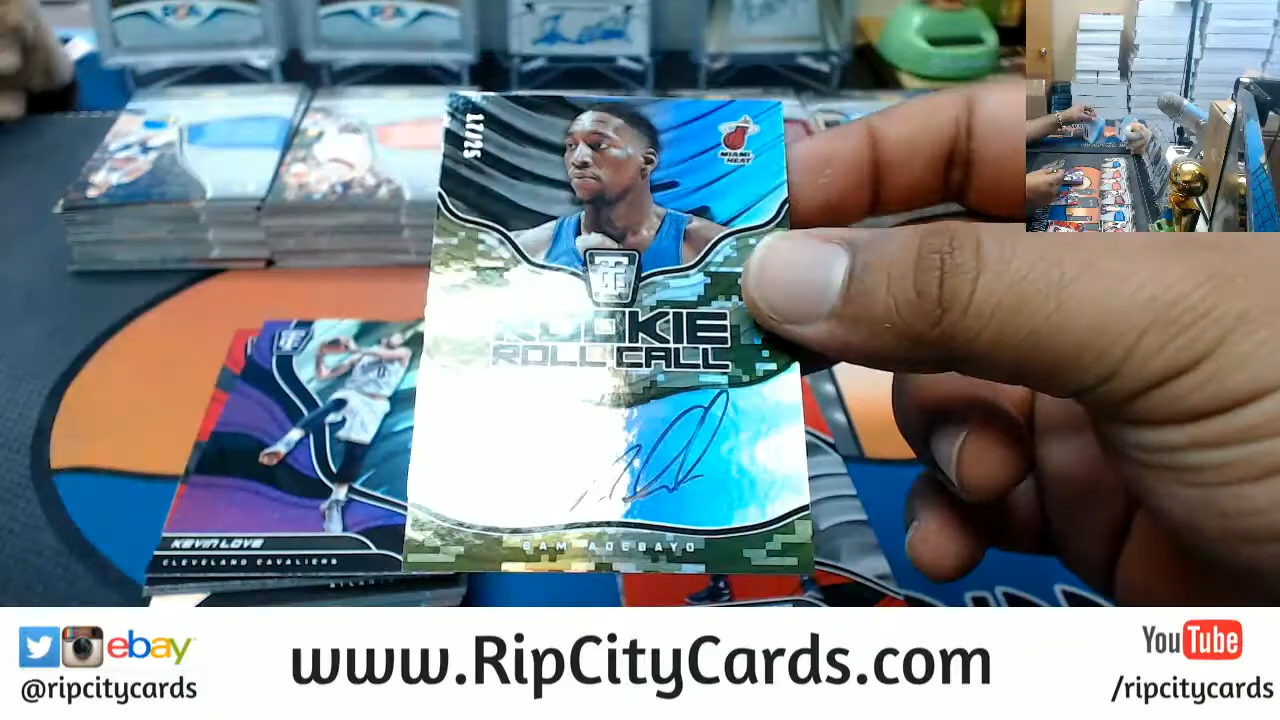 17/25
MIAMI
HEAT
ROOKIE
ROLL CALL
BAM ADEBAYO
KEVIN LOVE
CLEVELAND CAVALIERS
ebay
@ripcitycards
www.RipCityCards.com
YouTube
/ripcitycards